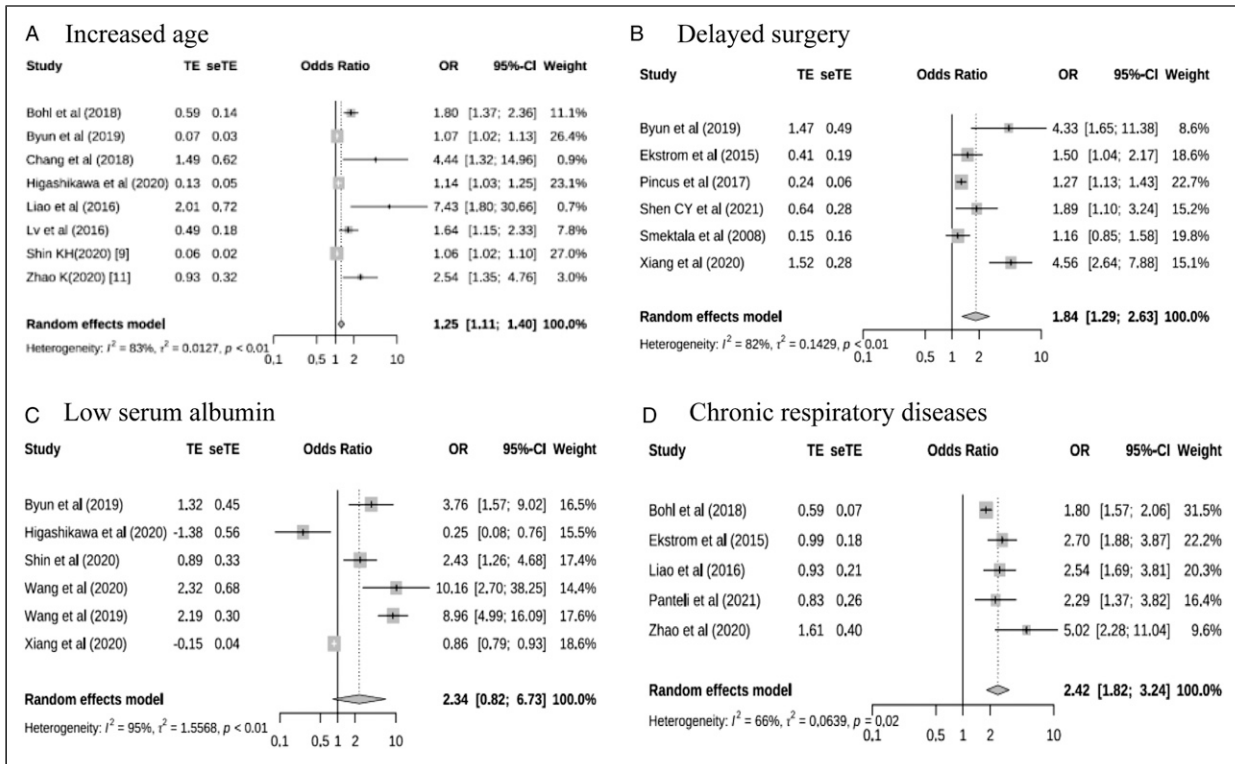 A Increased age
Study TE seTE Odds Ratio OR 95%-CI Weight
Bohl et al (2018) 0.59 0.14 1.80 [1.37; 2.36] 11.1%
Byun et al (2019) 0.07 0.03 1.07 [1.02; 1.13] 26.4%
Chang et al (2018) 1.49 0.62 4.44 [1.32; 14.96] 0.9%
Higashikawa et al (2020) 0.13 0.05 1.14 [1.03; 1.25] 23.1%
Liao et al (2016) 2.01 0.72 7.43 [1.80; 30.66] 0.7%
Lv et al (2016) 0.49 0.18 1.64 [1.15; 2.33] 7.8%
Shin KH(2020) [9] 0.06 0.02 1.06 [1.02; 1.10] 27.0%
Zhao K(2020) [11] 0.93 0.32 2.54 [1.35; 4.76] 3.0%
Random effects model 1.25 [1.11; 1.40] 100.0%
Heterogeneity: I² = 83%, τ² = 0.0127, p < 0.01
0.1 0.5 1 2 10
B Delayed surgery
Study TE seTE Odds Ratio OR 95%-CI Weight
Byun et al (2019) 1.47 0.49 4.33 [1.65; 11.38] 8.6%
Ekstrom et al (2015) 0.41 0.19 1.50 [1.04; 2.17] 18.6%
Pincus et al (2017) 0.24 0.06 1.27 [1.13; 1.43] 22.7%
Shen CY et al (2021) 0.64 0.28 1.89 [1.10; 3.24] 15.2%
Smektala et al (2008) 0.15 0.16 1.16 [0.85; 1.58] 19.8%
Xiang et al (2020) 1.52 0.28 4.56 [2.64; 7.88] 15.1%
Random effects model 1.84 [1.29; 2.63] 100.0%
Heterogeneity: I² = 82%, τ² = 0.1429, p < 0.01
0.1 0.5 1 2 10
C Low serum albumin
Study TE seTE Odds Ratio OR 95%-CI Weight
Byun et al (2019) 1.32 0.45 3.76 [1.57; 9.02] 16.5%
Higashikawa et al (2020) -1.38 0.56 0.25 [0.08; 0.76] 15.5%
Shin et al (2020) 0.89 0.33 2.43 [1.26; 4.68] 17.4%
Wang et al (2020) 2.32 0.68 10.16 [2.70; 38.25] 14.4%
Wang et al (2019) 2.19 0.30 8.96 [4.99; 16.09] 17.6%
Xiang et al (2020) -0.15 0.04 0.86 [0.79; 0.93] 18.6%
Random effects model 2.34 [0.82; 6.73] 100.0%
Heterogeneity: I² = 95%, τ² = 1.5568, p < 0.01
0.1 0.5 1 2 10
D Chronic respiratory diseases
Study TE seTE Odds Ratio OR 95%-CI Weight
Bohl et al (2018) 0.59 0.07 1.80 [1.57; 2.06] 31.5%
Ekstrom et al (2015) 0.99 0.18 2.70 [1.88; 3.87] 22.2%
Liao et al (2016) 0.93 0.21 2.54 [1.69; 3.81] 20.3%
Panteli et al (2021) 0.83 0.26 2.29 [1.37; 3.82] 16.4%
Zhao et al (2020) 1.61 0.40 5.02 [2.28; 11.04] 9.6%
Random effects model 2.42 [1.82; 3.24] 100.0%
Heterogeneity: I² = 66%, τ² = 0.0639, p = 0.02
0.1 0.5 1 2 10